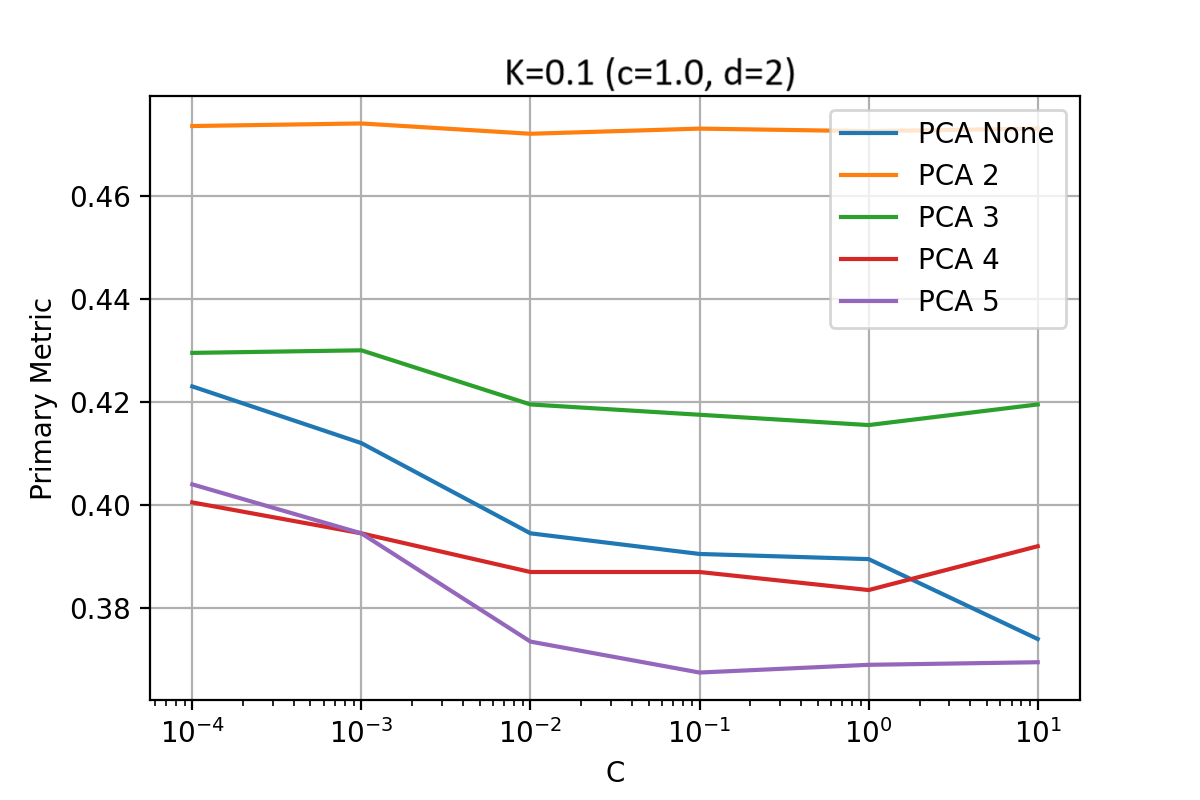 K=0.1 (c=1.0, d=2)
PCA None
PCA 2
PCA 3
PCA 4
PCA 5
Primary Metric
0.46
0.44
0.42
0.40
0.38
10⁻⁴ 10⁻³ 10⁻² 10⁻¹ 10⁰ 10¹
C